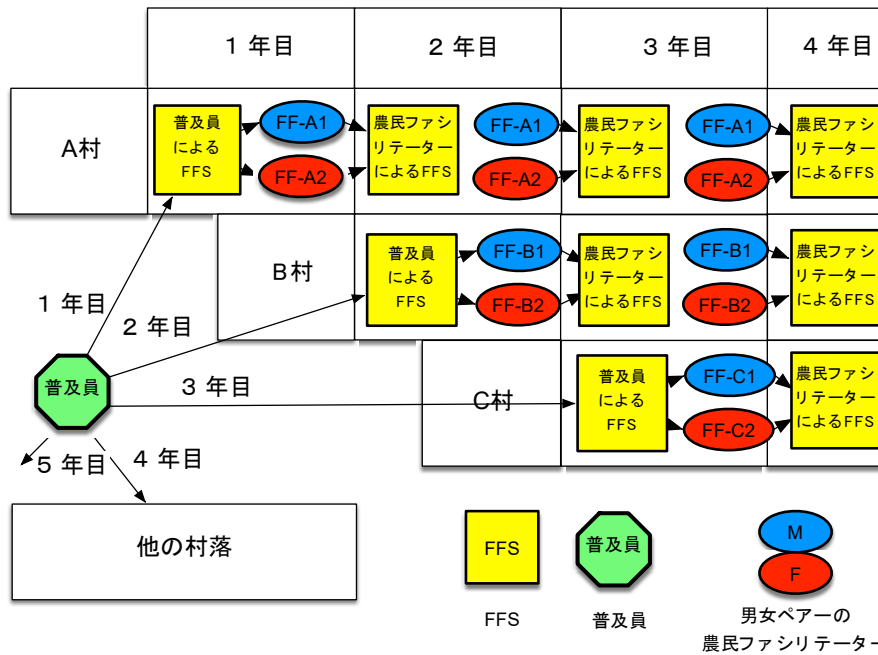 １ 年目
２ 年目
３ 年目
４ 年目
A村
普及員
による
FFS
FF-A1
FF-A2
農民ファシ
リテーター
によるFFS
FF-A1
FF-A2
農民ファシ
リテーター
によるFFS
FF-A1
FF-A2
農民ファシ
リテーター
によるFFS
B村
普及員
による
FFS
FF-B1
FF-B2
農民ファシ
リテーター
によるFFS
FF-B1
FF-B2
農民ファシ
リテーター
によるFFS
C村
普及員
による
FFS
FF-C1
FF-C2
農民ファシ
リテーター
によるFFS
１ 年目
２ 年目
３ 年目
普及員
５ 年目
４ 年目
他の村落
FFS
普及員
M
F
FFS
普及員
男女ペアーの
農民ファシリテーター